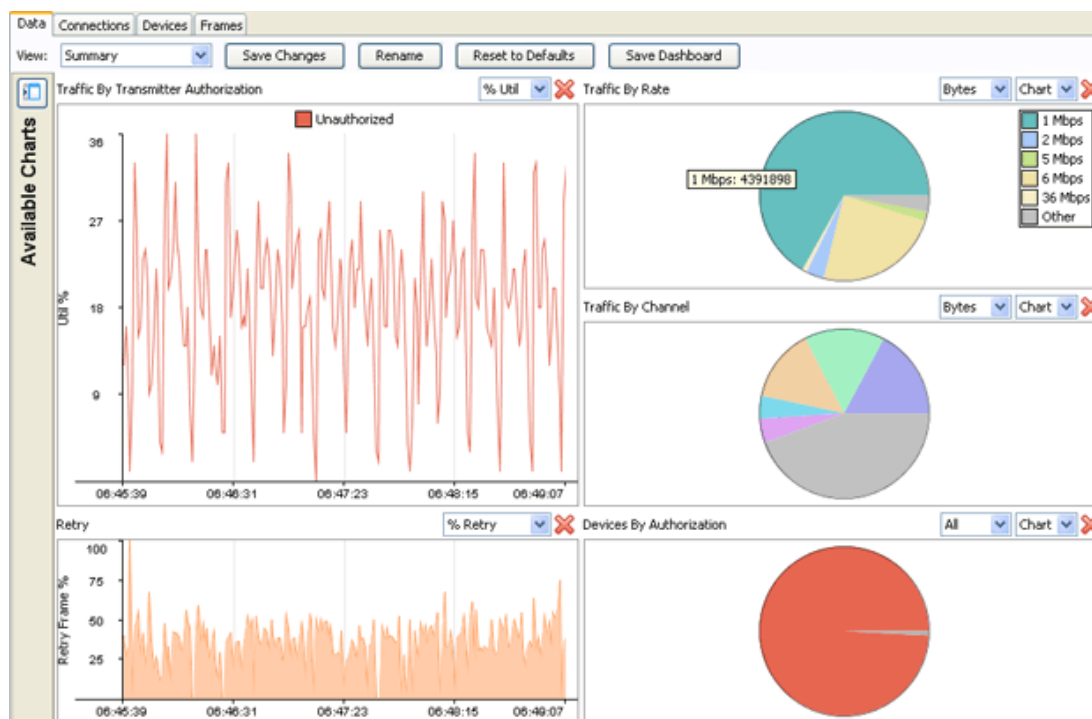 Data Connections Devices Frames
View: Summary Save Changes Rename Reset to Defaults Save Dashboard
Available Charts
Traffic By Transmitter Authorization % Util
Unauthorized
36
27
18
9
Util %
06:45:39 06:46:31 06:47:23 06:48:15 06:49:07
Traffic By Rate Bytes Chart
1 Mbps: 4391898
1 Mbps
2 Mbps
5 Mbps
6 Mbps
36 Mbps
Other
Traffic By Channel Bytes Chart
Retry % Retry
100
75
50
25
Retry Frame %
06:45:39 06:46:31 06:47:23 06:48:15 06:49:07
Devices By Authorization All Chart